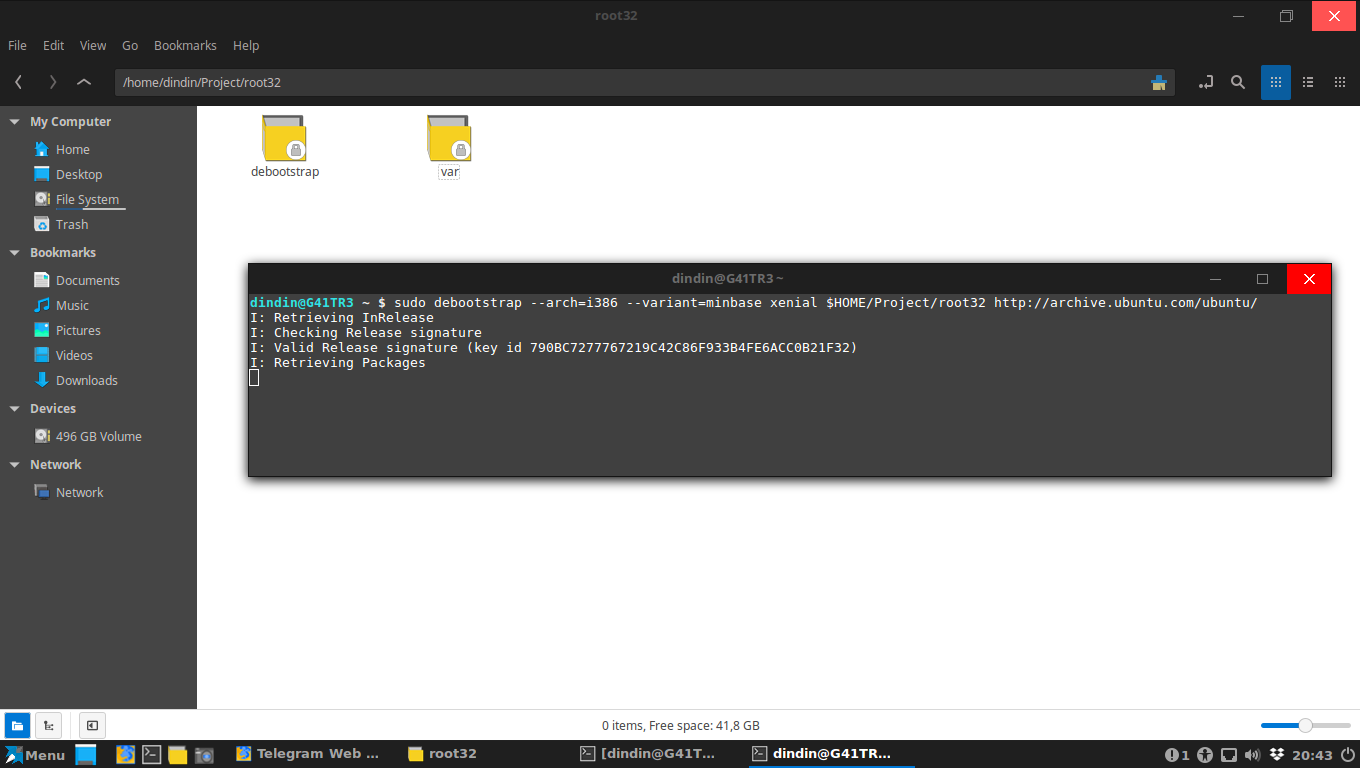 root32
File Edit View Go Bookmarks Help
/home/dindin/Project/root32
My Computer
Home
Desktop
File System
Trash
Bookmarks
Documents
Music
Pictures
Videos
Downloads
Devices
496 GB Volume
Network
Network
debootstrap
var
dindin@G41TR3 ~
dindin@G41TR3 ~ $ sudo debootstrap --arch=i386 --variant=minbase xenial $HOME/Project/root32 http://archive.ubuntu.com/ubuntu/
I: Retrieving InRelease
I: Checking Release signature
I: Valid Release signature (key id 790BC7277767219C42C86F933B4FE6ACC0B21F32)
I: Retrieving Packages
0 items, Free space: 41,8 GB
Menu
Telegram Web ...
root32
[dindin@G41T...
dindin@G41TR...
1
20:43